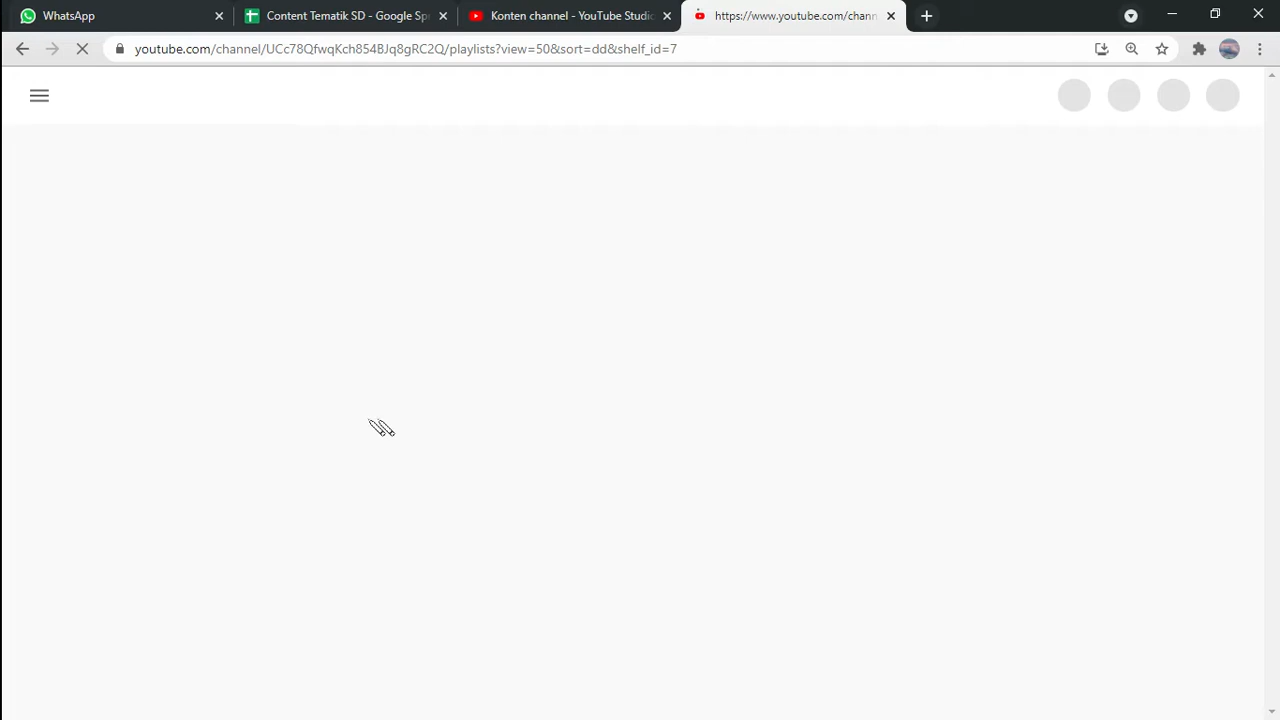 WhatsApp
Content Tematik SD - Google Spr
Konten channel - YouTube Studio
https://www.youtube.com/chann
youtube.com/channel/UCc78QfwqKch854BJq8gRC2Q/playlists?view=50&sort=dd&shelf_id=7